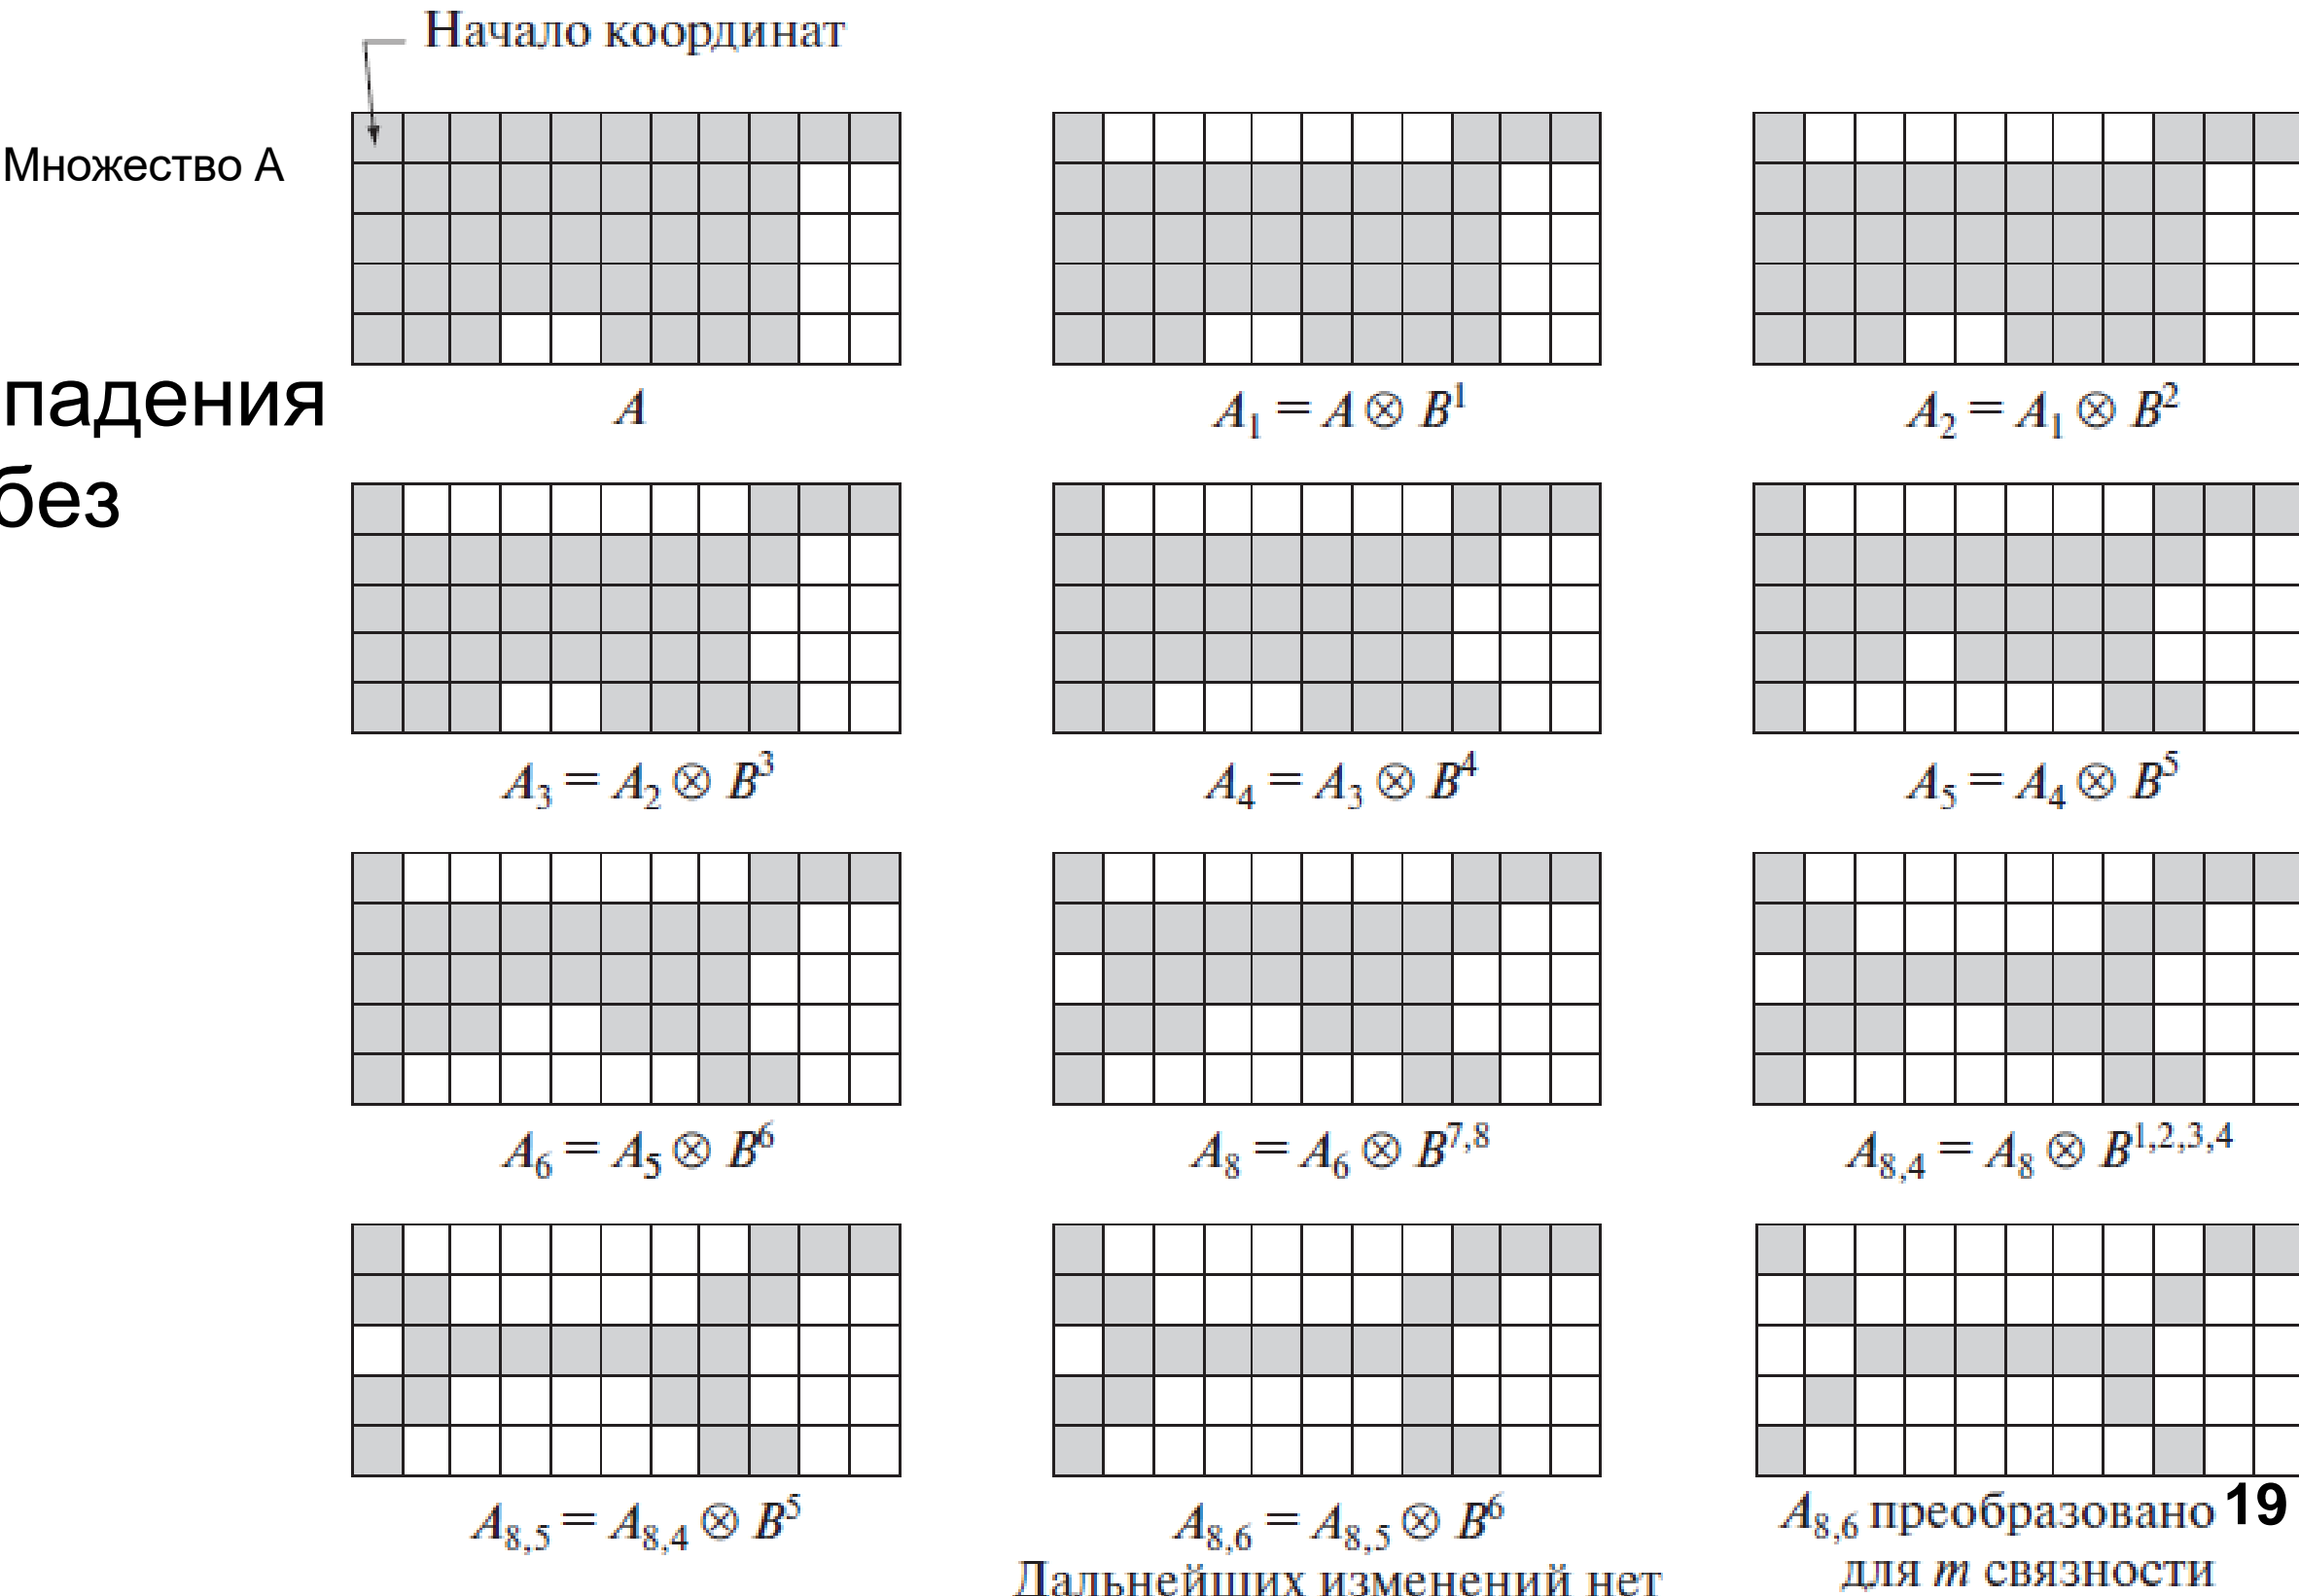 Начало координат
Множество А
падения
без
A
A₁ = A ⊗ B¹
A₂ = A₁ ⊗ B²
A₃ = A₂ ⊗ B³
A₄ = A₃ ⊗ B⁴
A₅ = A₄ ⊗ B⁵
A₆ = A₅ ⊗ B⁶
A₈ = A₆ ⊗ B⁷,⁸
A₈,₄ = A₈ ⊗ B¹,²,³,⁴
A₈,₅ = A₈,₄ ⊗ B⁵
A₈,₆ = A₈,₅ ⊗ B⁶
Дальнейших изменений нет
A₈,₆ преобразовано
для m связности
19